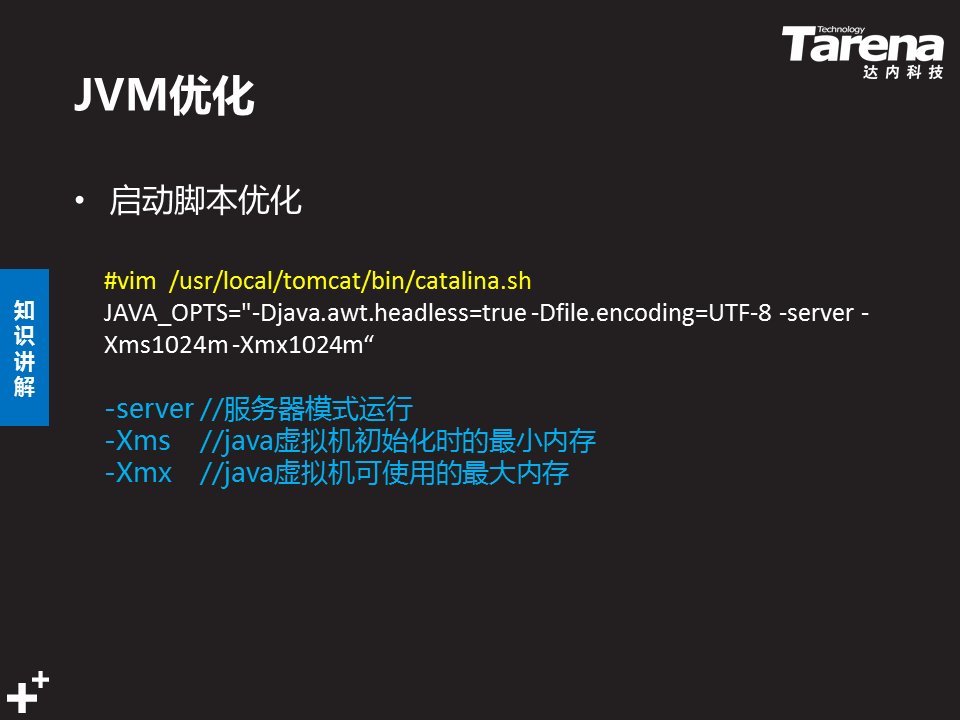 Technology
Tarena
达内科技
JVM优化
• 启动脚本优化
#vim /usr/local/tomcat/bin/catalina.sh
JAVA_OPTS="-Djava.awt.headless=true -Dfile.encoding=UTF-8 -server -
Xms1024m -Xmx1024m“
知
识
讲
解
-server //服务器模式运行
-Xms //java虚拟机初始化时的最小内存
-Xmx //java虚拟机可使用的最大内存